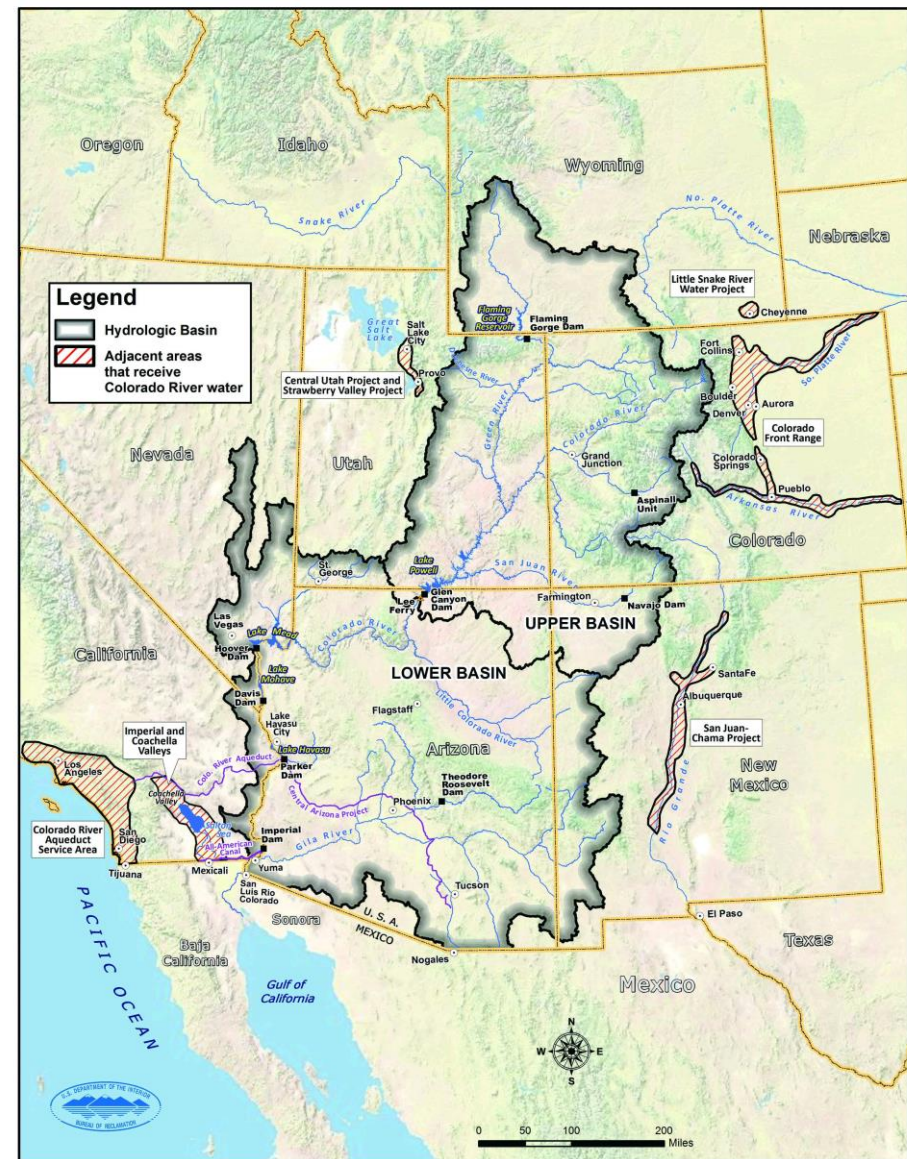 Oregon
Idaho
Wyoming
Snake River
No. Platte River
Nebraska
Legend
Hydrologic Basin
Adjacent areas
that receive
Colorado River water
Great
Salt
Lake
Salt
Lake
City
Provo
Central Utah Project and
Strawberry Valley Project
Flaming
Gorge
Reservoir
Flaming
Gorge Dam
Duchesne River
Green River
Little Snake River
Water Project
Cheyenne
Fort
Collins
So. Platte River
Boulder
Denver
Aurora
Colorado
Front Range
Colorado River
Grand
Junction
Colorado
Springs
Pueblo
Aspinall
Unit
Arkansas River
Colorado
Nevada
Utah
St.
George
Lake
Powell
San Juan River
Lee
Ferry
Glen
Canyon
Dam
Farmington
Navajo Dam
UPPER BASIN
Las
Vegas
Lake Mead
Hoover
Dam
Colorado River
California
LOWER BASIN
Lake
Mohave
Davis
Dam
Little Colorado River
Flagstaff
SantaFe
Albuquerque
San Juan-
Chama Project
New
Mexico
Rio Grande
Imperial and
Coachella
Valleys
Lake
Havasu
City
Lake Havasu
Parker
Dam
Arizona
Colo. River Aqueduct
Los
Angeles
Coachella
Valley
Salton
Sea
Central Arizona Project
Phoenix
Theodore
Roosevelt
Dam
Colorado River
Aqueduct
Service Area
San
Diego
All-American
Canal
Imperial
Dam
Gila River
Tijuana
Mexicali
Yuma
San
Luis Rio
Colorado
Tucson
Sonora
U. S. A.
MEXICO
Nogales
El Paso
Texas
PACIFIC OCEAN
Baja
California
Gulf of
California
Mexico
N
W
E
S
U.S. DEPARTMENT OF THE INTERIOR
BUREAU OF RECLAMATION
0 50 100 200
Miles